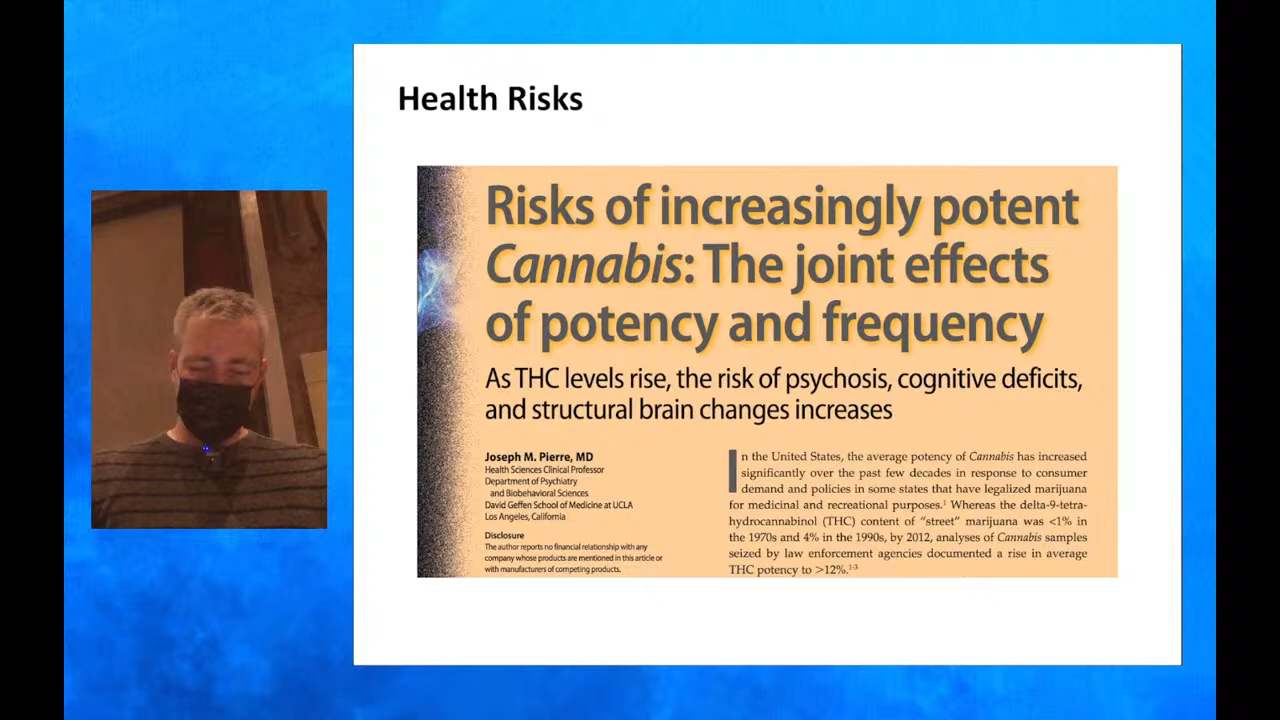 Health Risks
Risks of increasingly potent
Cannabis: The joint effects
of potency and frequency
As THC levels rise, the risk of psychosis, cognitive deficits,
and structural brain changes increases
Joseph M. Pierre, MD
Health Sciences Clinical Professor
Department of Psychiatry
and Biobehavioral Sciences
David Geffen School of Medicine at UCLA
Los Angeles, California
Disclosure
The author reports no financial relationship with any
company whose products are mentioned in this article or
with manufacturers of competing products.
In the United States, the average potency of Cannabis has increased
significantly over the past few decades in response to consumer
demand and policies in some states that have legalized marijuana
for medicinal and recreational purposes.¹ Whereas the delta-9-tetra-
hydrocannabinol (THC) content of “street” marijuana was <1% in
the 1970s and 4% in the 1990s, by 2012, analyses of Cannabis samples
seized by law enforcement agencies documented a rise in average
THC potency to >12%.¹⁻³